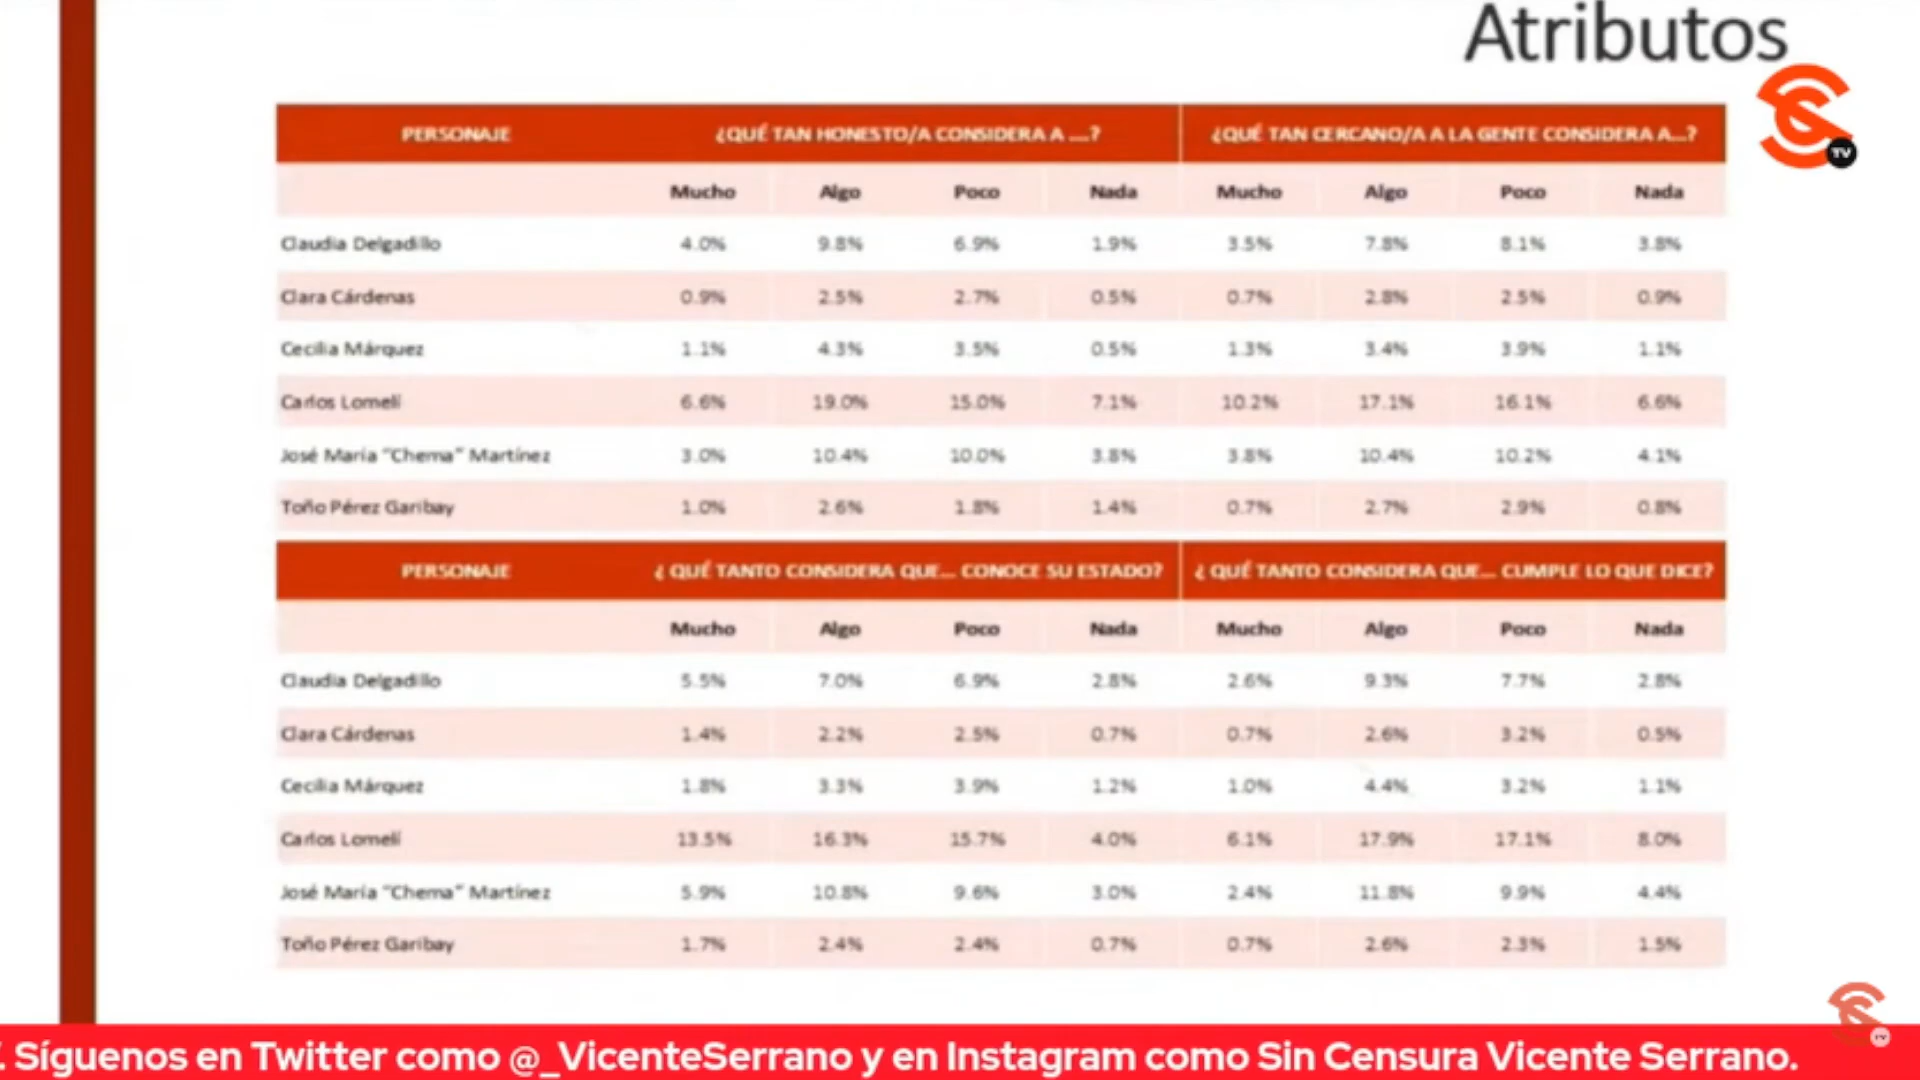 Atributos
TV
PERSONAJE ¿QUÉ TAN HONESTO/A CONSIDERA A ....? ¿QUÉ TAN CERCANO/A A LA GENTE CONSIDERA A...?
Mucho Algo Poco Nada Mucho Algo Poco Nada
Claudia Delgadillo 4.0% 9.8% 6.9% 1.9% 3.5% 7.8% 8.1% 3.8%
Clara Cárdenas 0.9% 2.5% 2.7% 0.5% 0.7% 2.8% 2.5% 0.9%
Cecilia Márquez 1.1% 4.3% 3.5% 0.5% 1.3% 3.4% 3.9% 1.1%
Carlos Lomelí 6.6% 19.0% 15.0% 7.1% 10.2% 17.1% 16.1% 6.6%
José María "Chema" Martínez 3.0% 10.4% 10.0% 3.8% 3.8% 10.4% 10.2% 4.1%
Toño Pérez Garibay 1.0% 2.6% 1.8% 1.4% 0.7% 2.7% 2.9% 0.8%
PERSONAJE ¿ QUÉ TANTO CONSIDERA QUE... CONOCE SU ESTADO? ¿ QUÉ TANTO CONSIDERA QUE... CUMPLE LO QUE DICE?
Mucho Algo Poco Nada Mucho Algo Poco Nada
Claudia Delgadillo 5.5% 7.0% 6.9% 2.8% 2.6% 9.3% 7.7% 2.8%
Clara Cárdenas 1.4% 2.2% 2.5% 0.7% 0.7% 2.6% 3.2% 0.5%
Cecilia Márquez 1.8% 3.3% 3.9% 1.2% 1.0% 4.4% 3.2% 1.1%
Carlos Lomelí 13.5% 16.3% 15.7% 4.0% 6.1% 17.9% 17.1% 8.0%
José María "Chema" Martínez 5.9% 10.8% 9.6% 3.0% 2.4% 11.8% 9.9% 4.4%
Toño Pérez Garibay 1.7% 2.4% 2.4% 0.7% 0.7% 2.6% 2.3% 1.5%
TV
. Síguenos en Twitter como @_VicenteSerrano y en Instagram como Sin Censura Vicente Serrano.